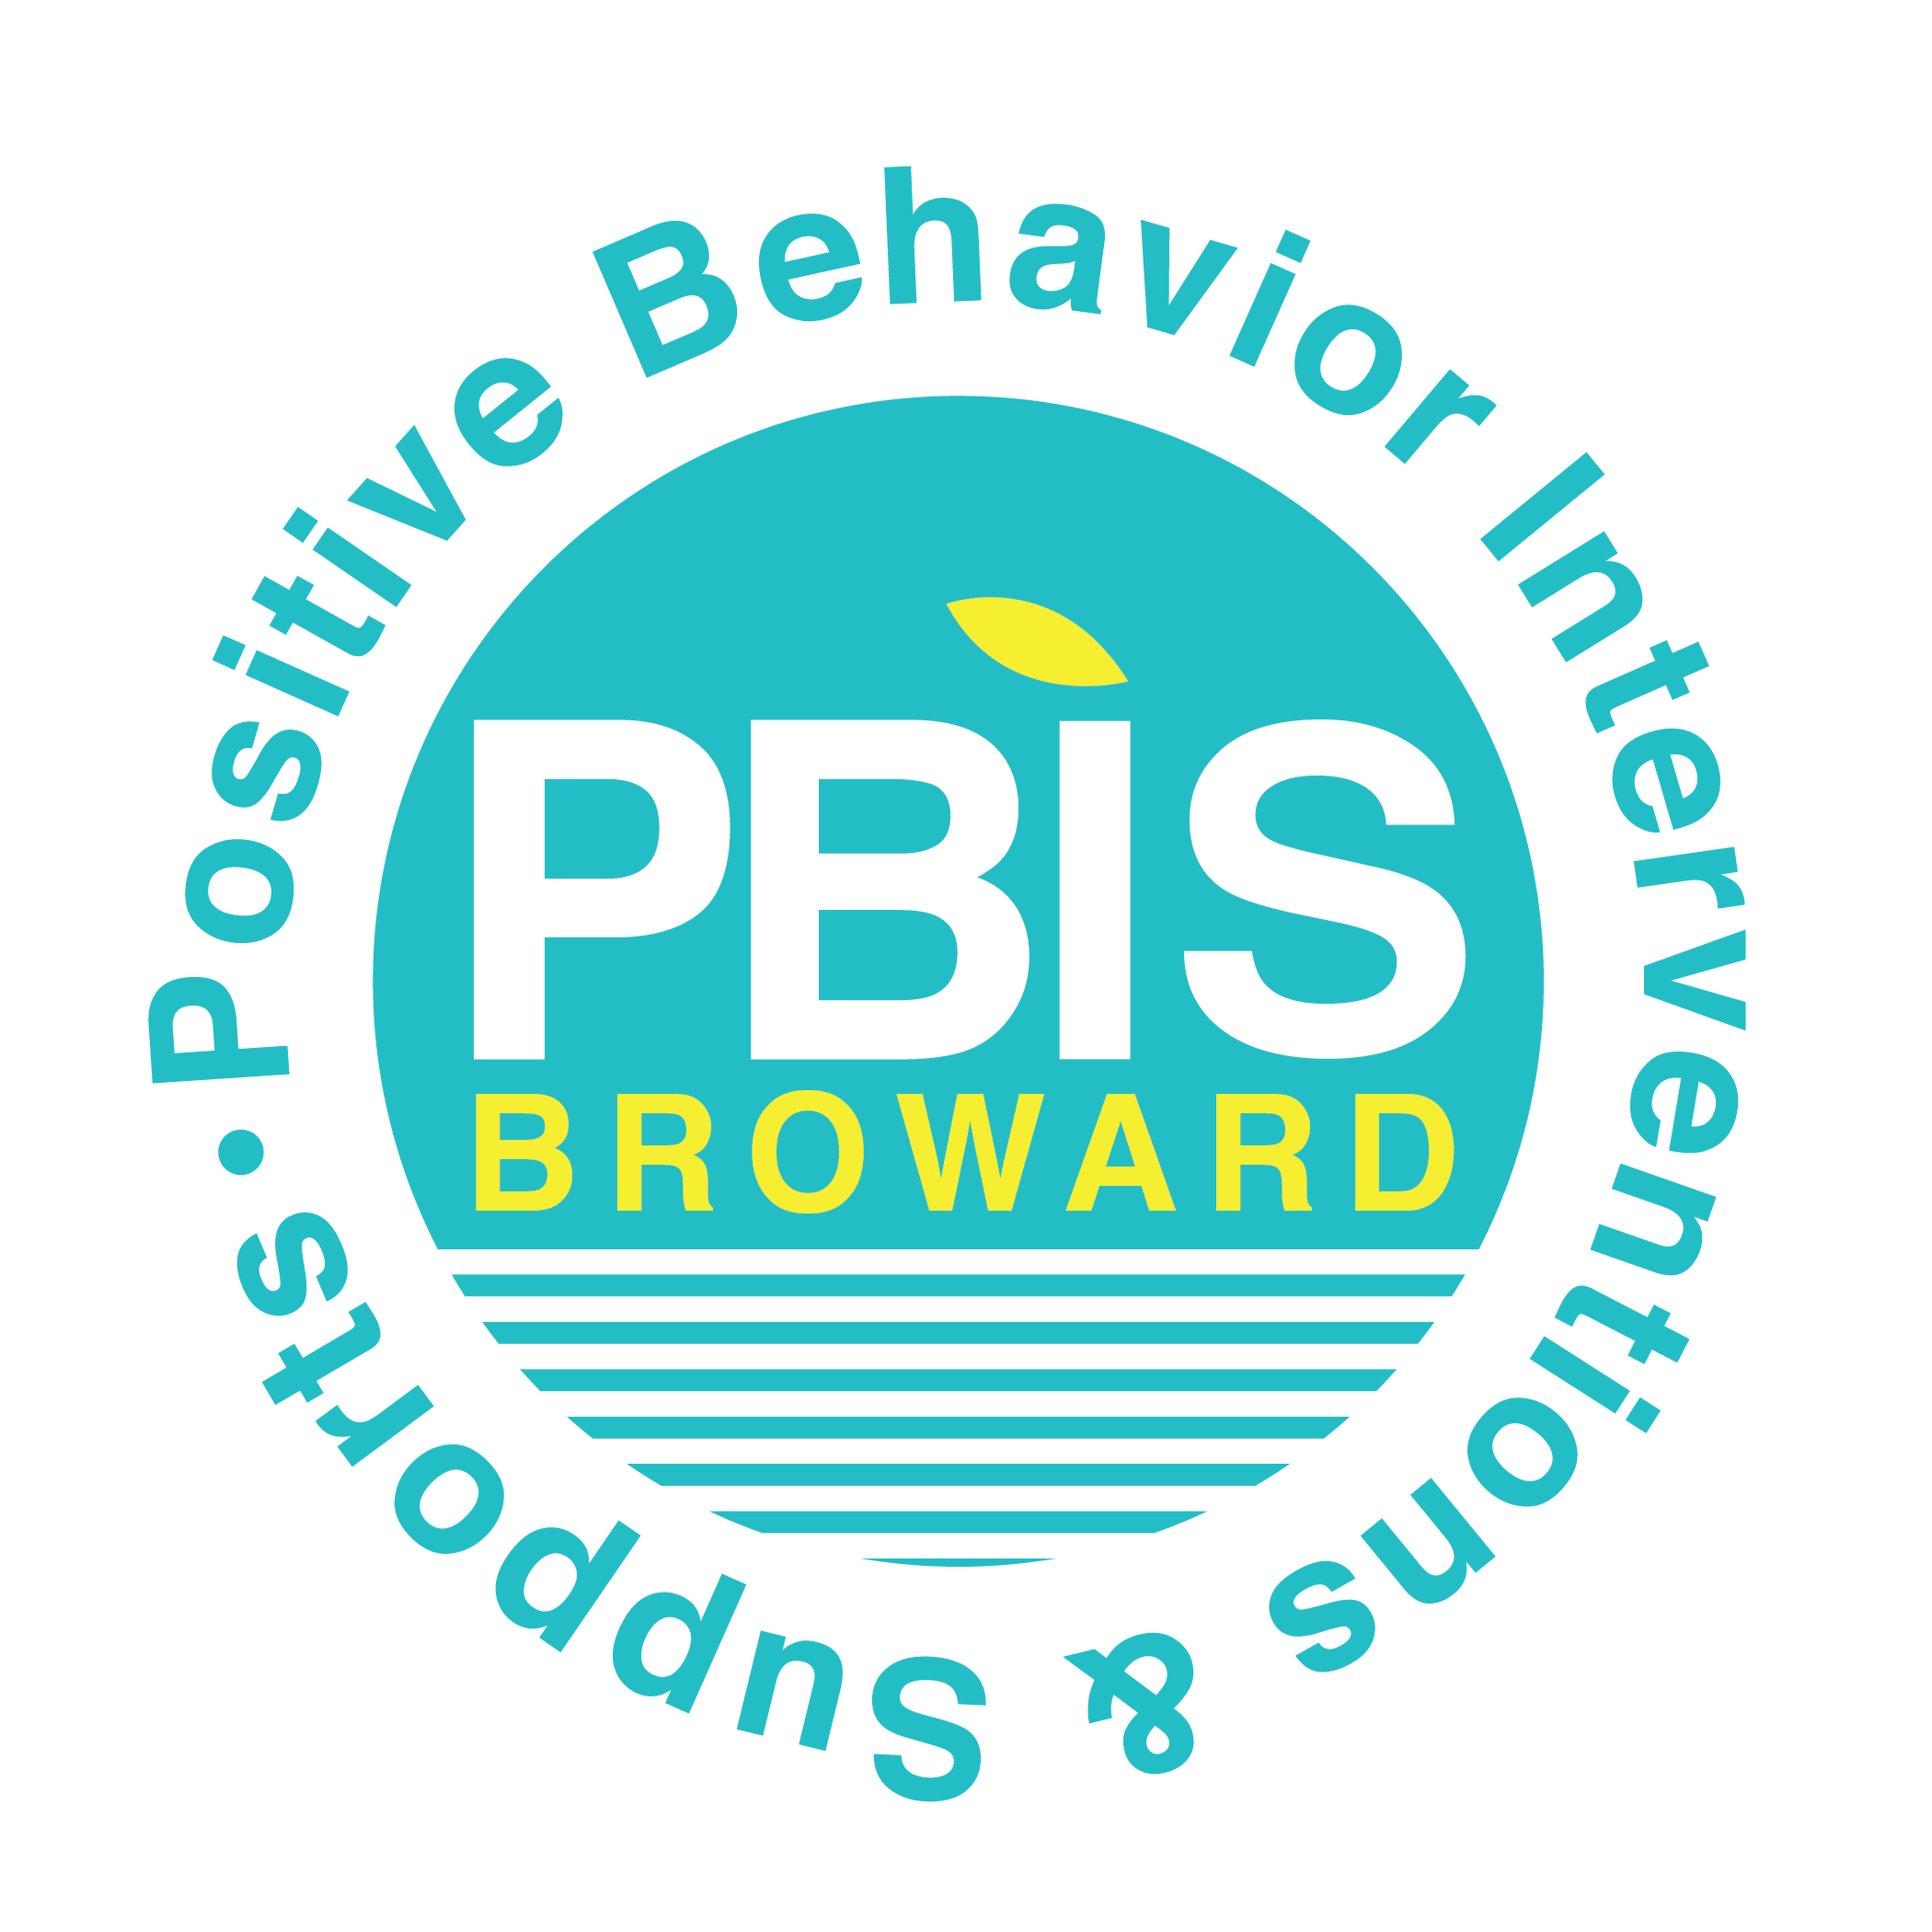 Positive Behavior Interventions & Supports •
PBIS
BROWARD